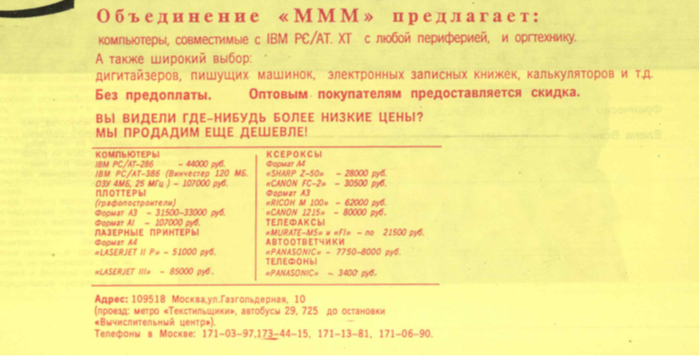 Объединение «МММ» предлагает:
компьютеры, совместимые с IBM PC/AT. XT с любой периферией, и оргтехнику.
А также широкий выбор:
дигитайзеров, пишущих машинок, электронных записных книжек, калькуляторов и т.д.
Без предоплаты. Оптовым покупателям предоставляется скидка.
ВЫ ВИДЕЛИ ГДЕ-НИБУДЬ БОЛЕЕ НИЗКИЕ ЦЕНЫ?
МЫ ПРОДАДИМ ЕЩЕ ДЕШЕВЛЕ!
КОМПЬЮТЕРЫ
IBM PC/AT-286 – 44000 руб.
IBM PC/AT-386 (Винчестер 120 МБ.
ОЗУ 4МБ, 25 МГц ) – 107000 руб.
ПЛОТТЕРЫ
(графопостроители)
Формат А3 – 31500-33000 руб.
Формат AI – 107000 руб.
ЛАЗЕРНЫЕ ПРИНТЕРЫ
Формат А4
«LASERJET II P» – 51000 руб.
«LASERJET III» – 85000 руб.
КСЕРОКСЫ
Формат А4
«SHARP Z-50» – 28000 руб.
«CANON FC-2» – 30500 руб.
Формат А3
«RICOH M 100» – 62000 руб.
«CANON 1215» – 80000 руб.
ТЕЛЕФАКСЫ
«MURATE-M5» и «F1» – по 21500 руб.
АВТООТВЕТЧИКИ
«PANASONIC» – 7750-8000 руб.
ТЕЛЕФОНЫ
«PANASONIC» – 3400 руб.
Адрес: 109518 Москва,ул.Газгольдерная, 10
(проезд: метро «Текстильщики», автобусы 29, 725 до остановки
«Вычислительный центр»).
Телефоны в Москве: 171-03-97,173-44-15, 171-13-81, 171-06-90.